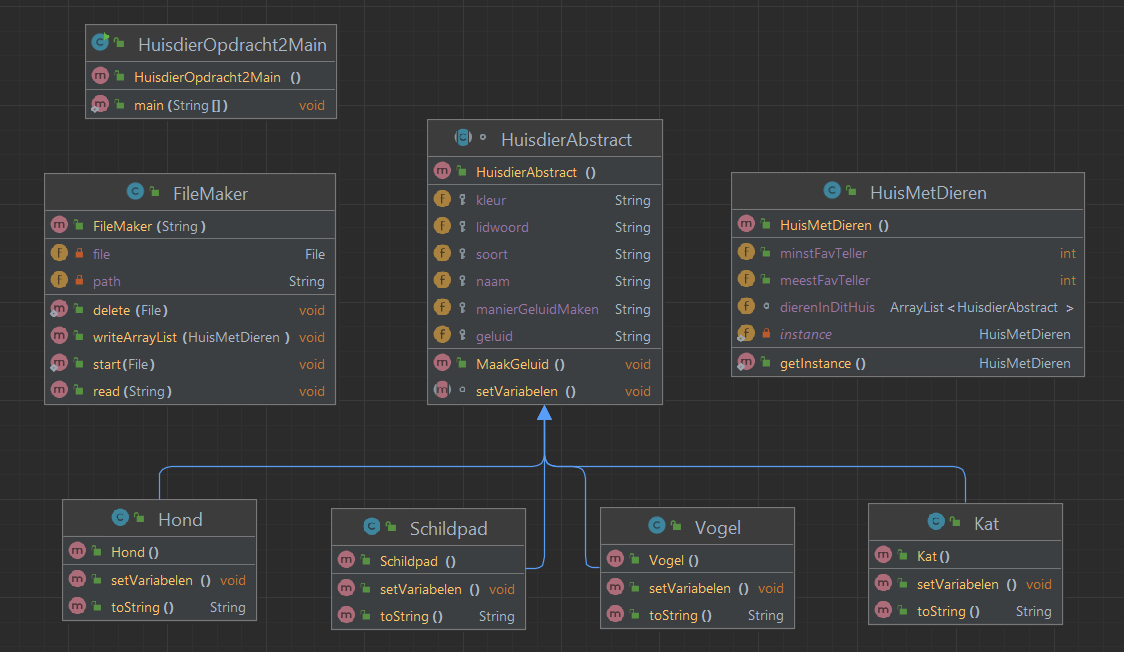 HuisdierOpdracht2Main
HuisdierOpdracht2Main ()
main (String[]) void
FileMaker
FileMaker (String)
file File
path String
delete (File) void
writeArrayList (HuisMetDieren) void
start(File) void
read (String) void
HuisdierAbstract
HuisdierAbstract ()
kleur String
lidwoord String
soort String
naam String
manierGeluidMaken String
geluid String
MaakGeluid () void
setVariabelen () void
HuisMetDieren
HuisMetDieren ()
minstFavTeller int
meestFavTeller int
dierenInDitHuis ArrayList <HuisdierAbstract >
instance HuisMetDieren
getInstance () HuisMetDieren
Hond
Hond ()
setVariabelen () void
toString () String
Schildpad
Schildpad ()
setVariabelen () void
toString () String
Vogel
Vogel ()
setVariabelen () void
toString () String
Kat
Kat ()
setVariabelen () void
toString () String